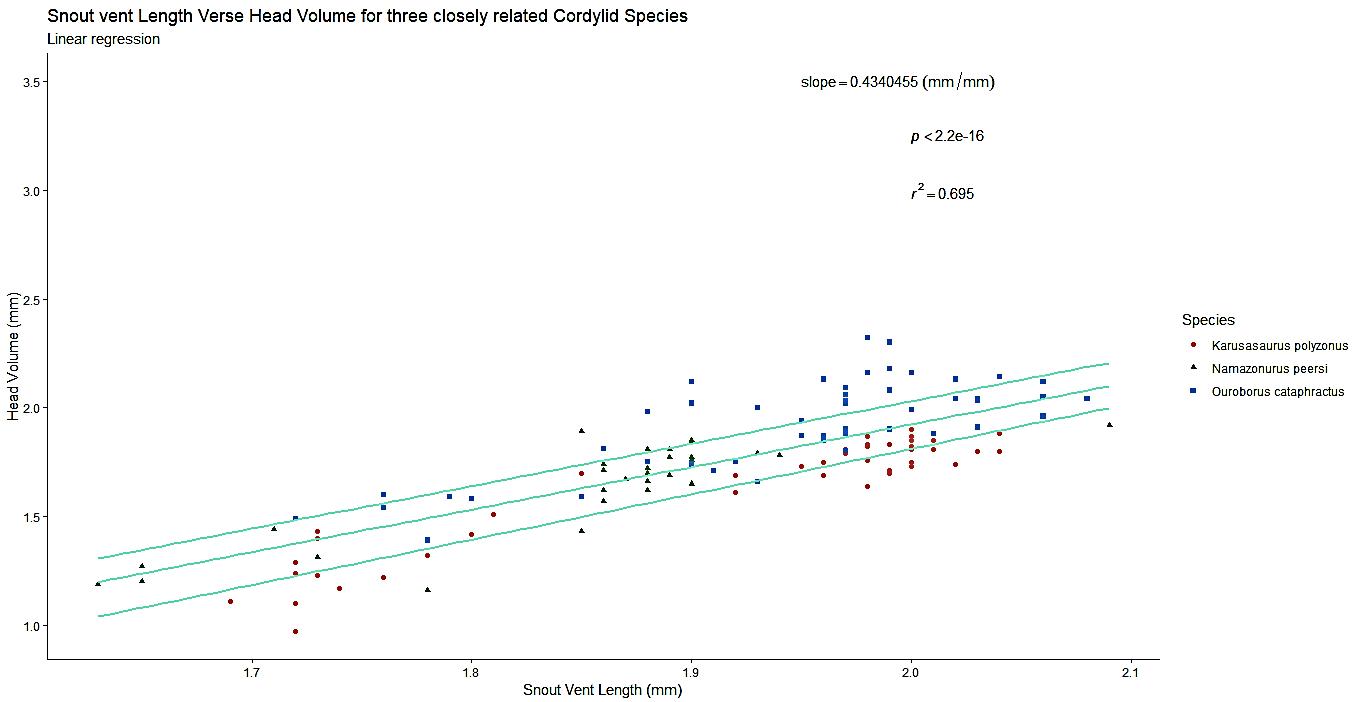 Snout vent Length Verse Head Volume for three closely related Cordylid Species
Linear regression
3.5
3.0
2.5
2.0
1.5
1.0
Head Volume (mm)
slope=0.4340455 (mm/mm)
p <2.2e-16
r²=0.695
1.7
1.8
1.9
2.0
2.1
Snout Vent Length (mm)
Species
Karusasaurus polyzonus
Namazonurus peersi
Ouroborus cataphractus